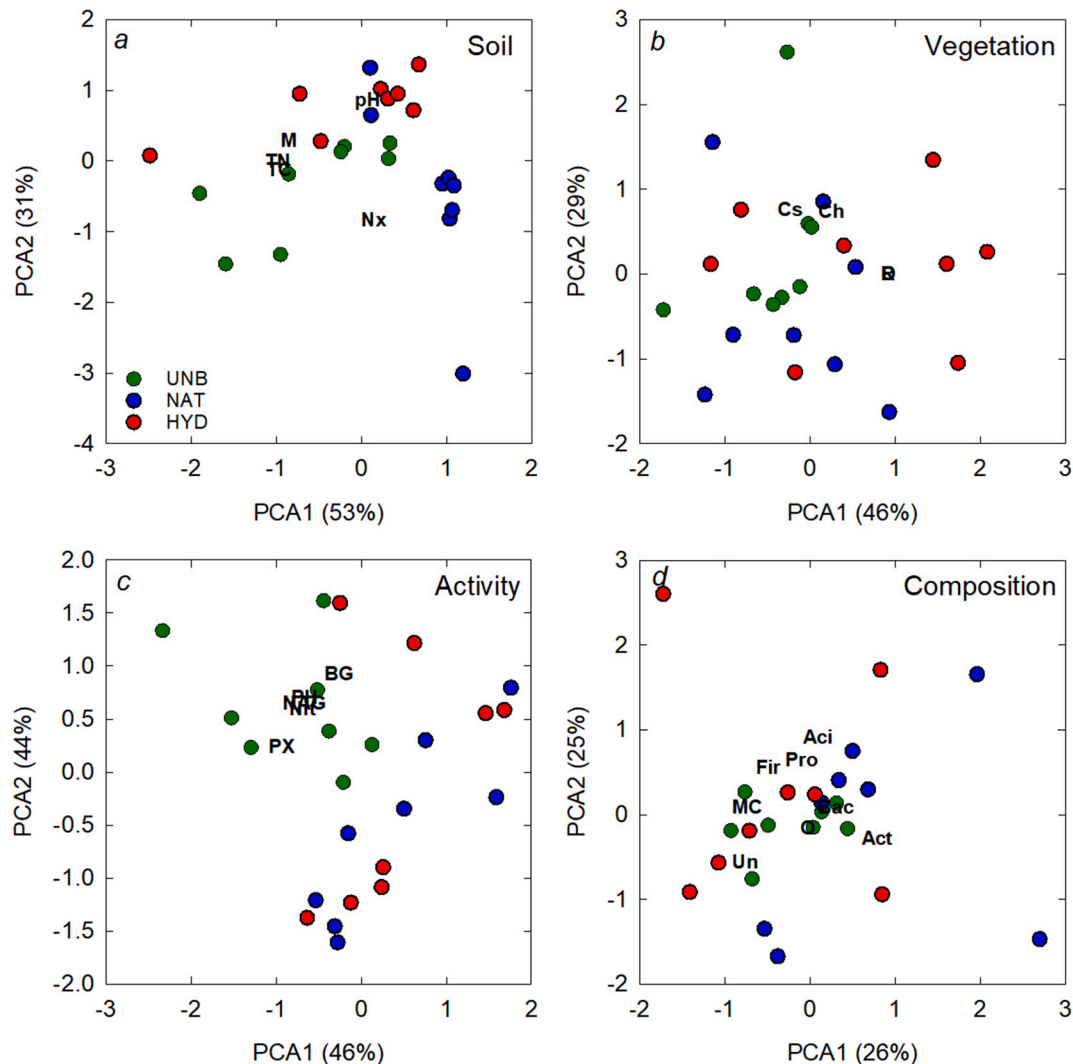 a
Soil
pH
M
TN
TC
Nx
UNB
NAT
HYD
2
1
0
-1
-2
-3
-4
-3
-2
-1
0
1
2
PCA2 (31%)
PCA1 (53%)
b
Vegetation
Cs
Ch
3
2
1
0
-1
-2
-2
-1
0
1
2
3
PCA2 (29%)
PCA1 (46%)
c
Activity
BG
NAG
Nit
PX
2.0
1.5
1.0
0.5
0.0
-0.5
-1.0
-1.5
-2.0
-3
-2
-1
0
1
2
PCA2 (44%)
PCA1 (46%)
d
Composition
Aci
Pro
Fir
MC
Bac
O
Act
Un
3
2
1
0
-1
-2
-2
-1
0
1
2
3
PCA2 (25%)
PCA1 (26%)